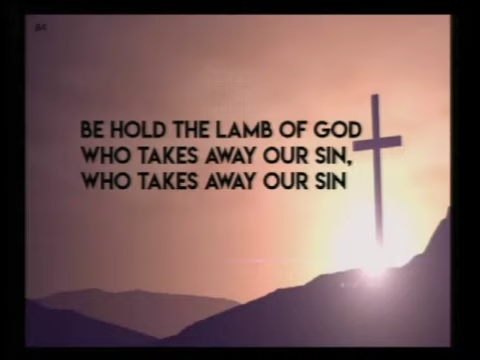 BE HOLD THE LAMB OF GOD
WHO TAKES AWAY OUR SIN,
WHO TAKES AWAY OUR SIN